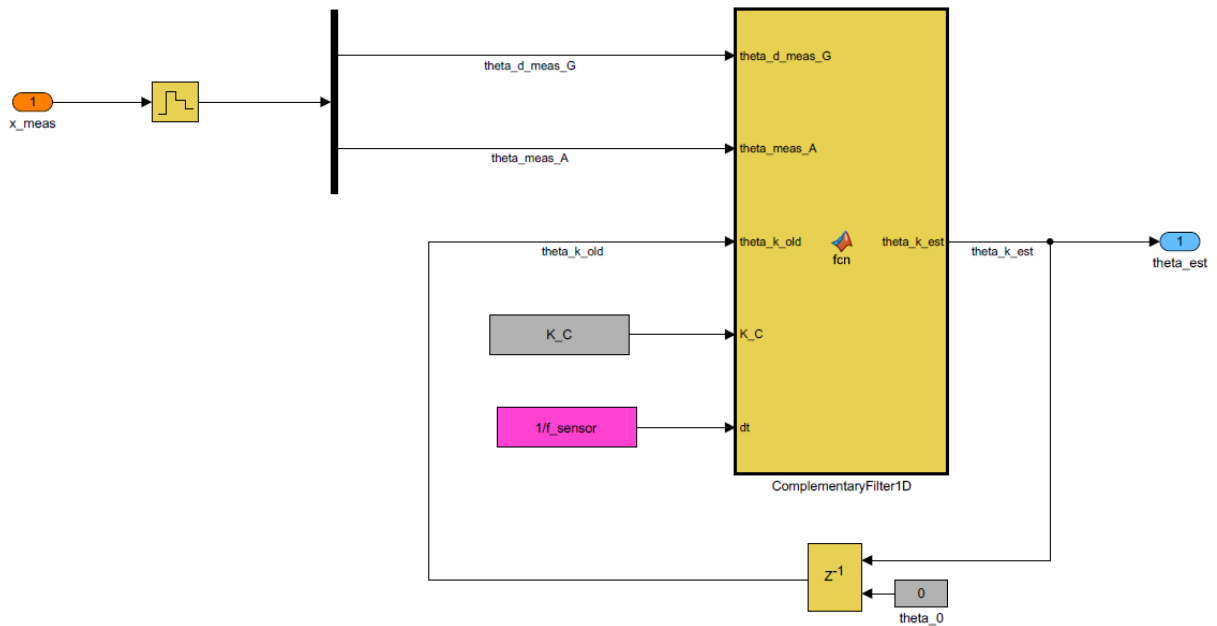 1
x_meas
theta_d_meas_G
theta_meas_A
theta_k_old
K_C
1/f_sensor
theta_d_meas_G
theta_meas_A
theta_k_old
fcn
theta_k_est
K_C
dt
ComplementaryFilter1D
theta_k_est
1
theta_est
z-1
0
theta_0